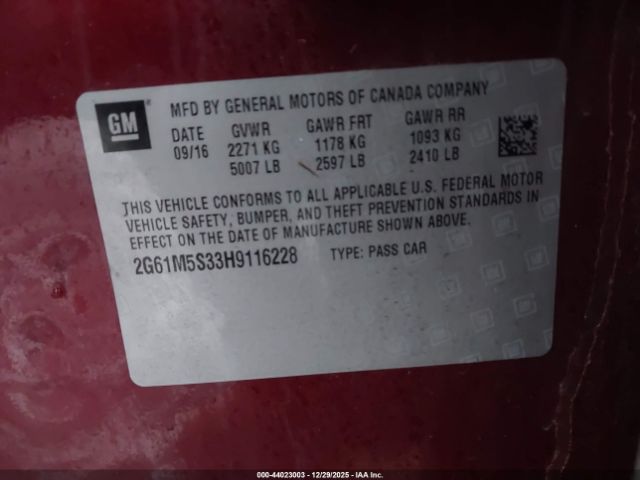 GM
MFD BY GENERAL MOTORS OF CANADA COMPANY
DATE GVWR GAWR FRT GAWR RR
09/16 2271 KG 1178 KG 1093 KG
5007 LB 2597 LB 2410 LB
THIS VEHICLE CONFORMS TO ALL APPLICABLE U.S. FEDERAL MOTOR
VEHICLE SAFETY, BUMPER, AND THEFT PREVENTION STANDARDS IN
EFFECT ON THE DATE OF MANUFACTURE SHOWN ABOVE.
2G61M5S33H9116228 TYPE: PASS CAR
000-44023003 - 12/29/2025 - IAA Inc.